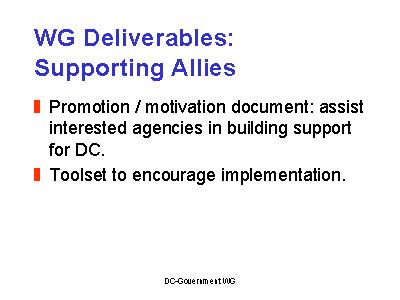 WG Deliverables:
Supporting Allies
Promotion / motivation document: assist
interested agencies in building support
for DC.
Toolset to encourage implementation.
DC-Government WG